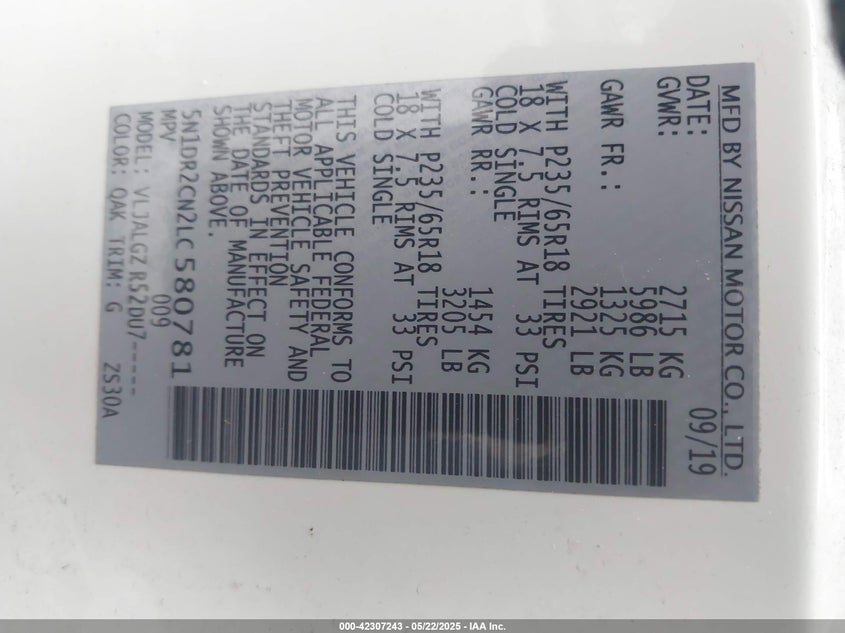 MFD BY NISSAN MOTOR CO., LTD.
DATE: 09/19
GVWR: 2715 KG
5986 LB
GAWR FR.: 1325 KG
2921 LB
WITH P235/65R18 TIRES
18 X 7.5 RIMS AT 33 PSI
COLD SINGLE
GAWR RR.: 1454 KG
3205 LB
WITH P235/65R18 TIRES
18 X 7.5 RIMS AT 33 PSI
COLD SINGLE
THIS VEHICLE CONFORMS TO
ALL APPLICABLE FEDERAL
MOTOR VEHICLE SAFETY AND
THEFT PREVENTION
STANDARDS IN EFFECT ON
THE DATE OF MANUFACTURE
SHOWN ABOVE.
5N1DR2CN2LC580781
MPV 009
MODEL: VLJALGZ R52DU7-----
COLOR: QAK TRIM: G ZS30A
000-42307243 - 05/22/2025 - IAA Inc.